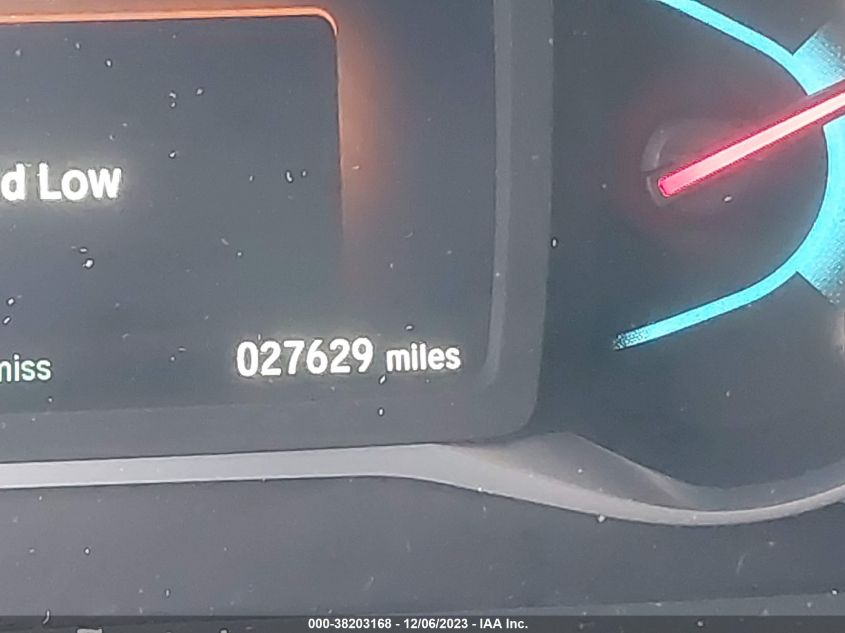 d Low
miss
027629 miles
000-38203168 - 12/06/2023 - IAA Inc.